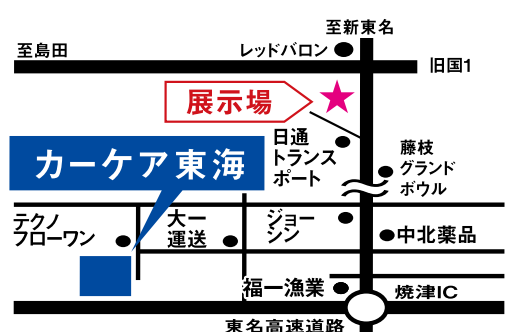 至新東名
至島田
レッドバロン
旧国1
展示場
日通
トランス
ポート
藤枝
グランド
ボウル
カーケア東海
テクノ
フローワン
大一
運送
ジョー
シン
中北薬品
福一漁業
焼津IC
東名高速道路